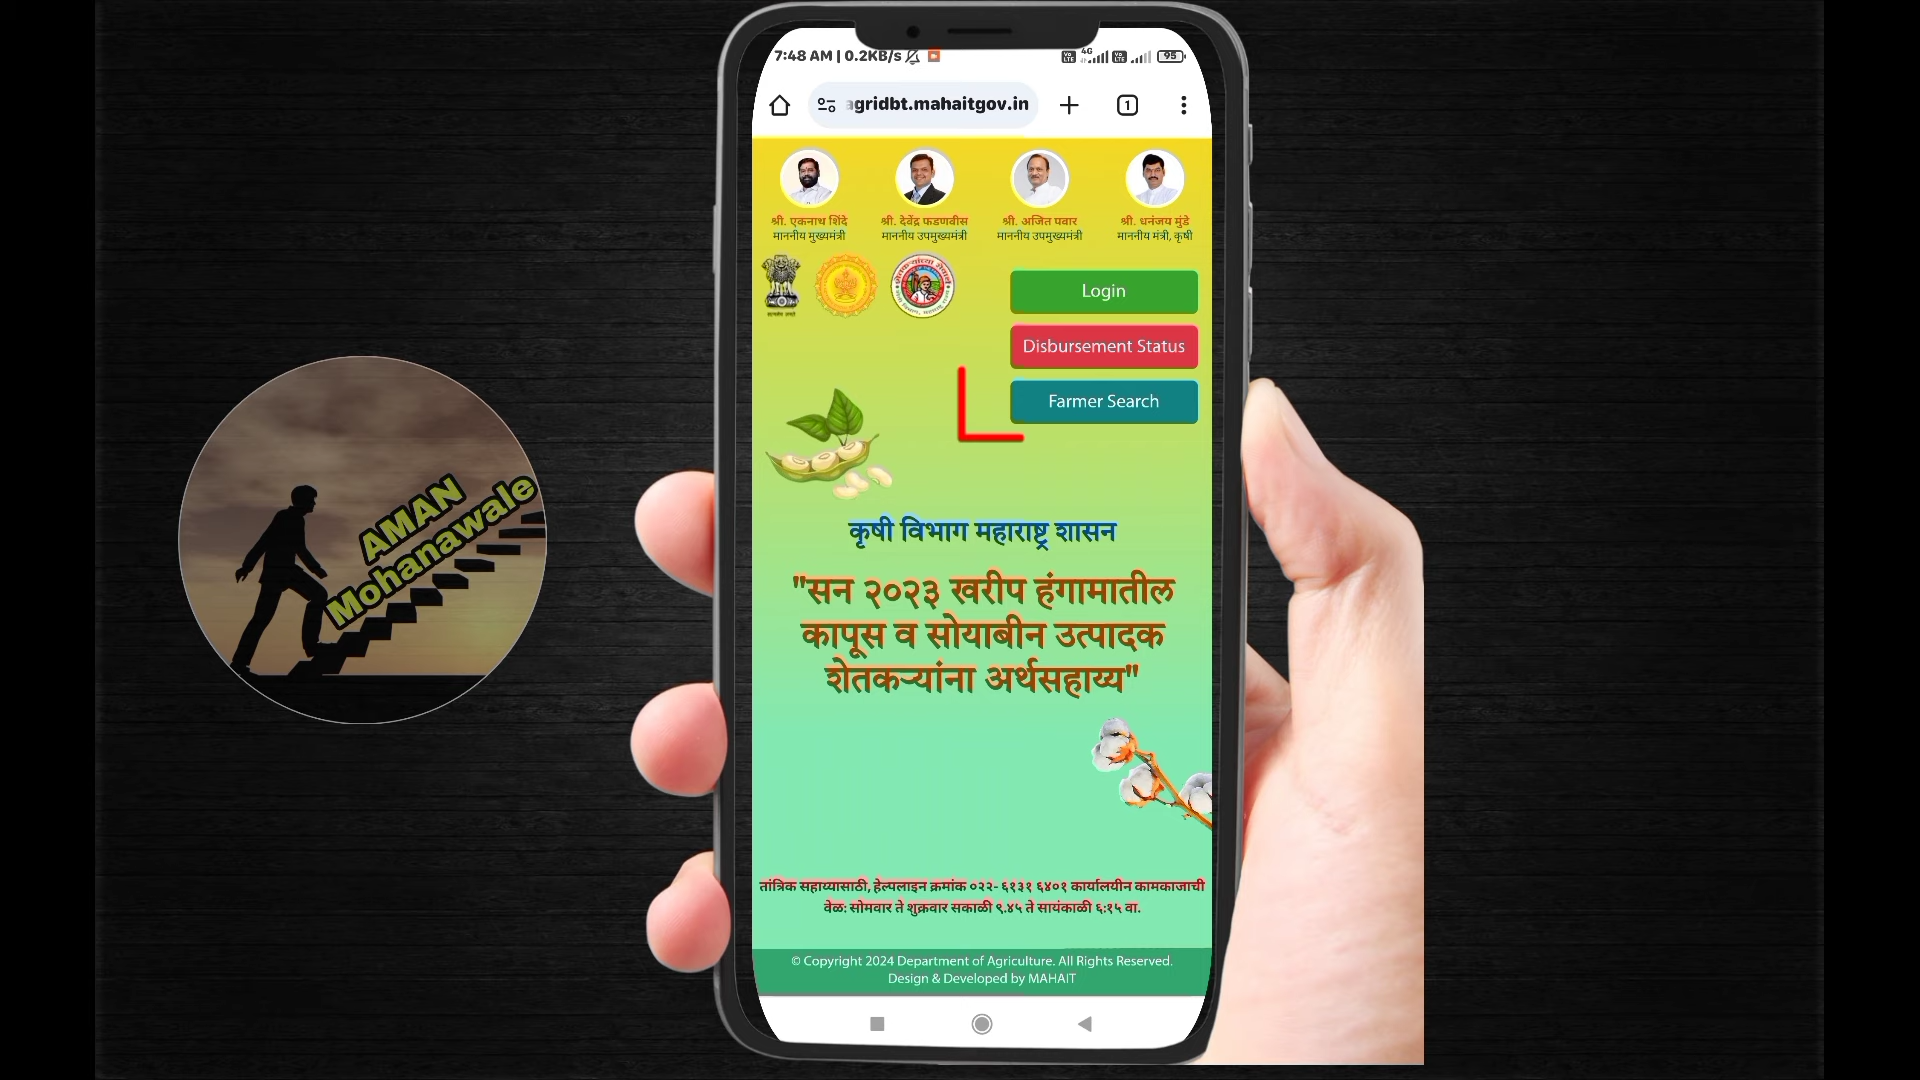 7:48 AM | 0.2KB/s
4G
95
agridbt.mahaitgov.in
1
श्री. एकनाथ शिंदे
माननीय मुख्यमंत्री
श्री. देवेंद्र फडणवीस
माननीय उपमुख्यमंत्री
श्री. अजित पवार
माननीय उपमुख्यमंत्री
श्री. धनंजय मुंडे
माननीय मंत्री, कृषी
Login
Disbursement Status
Farmer Search
AMAN
Mohanawale
कृषी विभाग महाराष्ट्र शासन
"सन २०२३ खरीप हंगामातील
कापूस व सोयाबीन उत्पादक
शेतकऱ्यांना अर्थसहाय्य"
तांत्रिक सहाय्यासाठी, हेल्पलाइन क्रमांक ०२२- ६१३१ ६४०१ कार्यालयीन कामकाजाची
वेळ: सोमवार ते शुक्रवार सकाळी ९.४५ ते सायंकाळी ६:१५ वा.
© Copyright 2024 Department of Agriculture. All Rights Reserved.
Design & Developed by MAHAIT